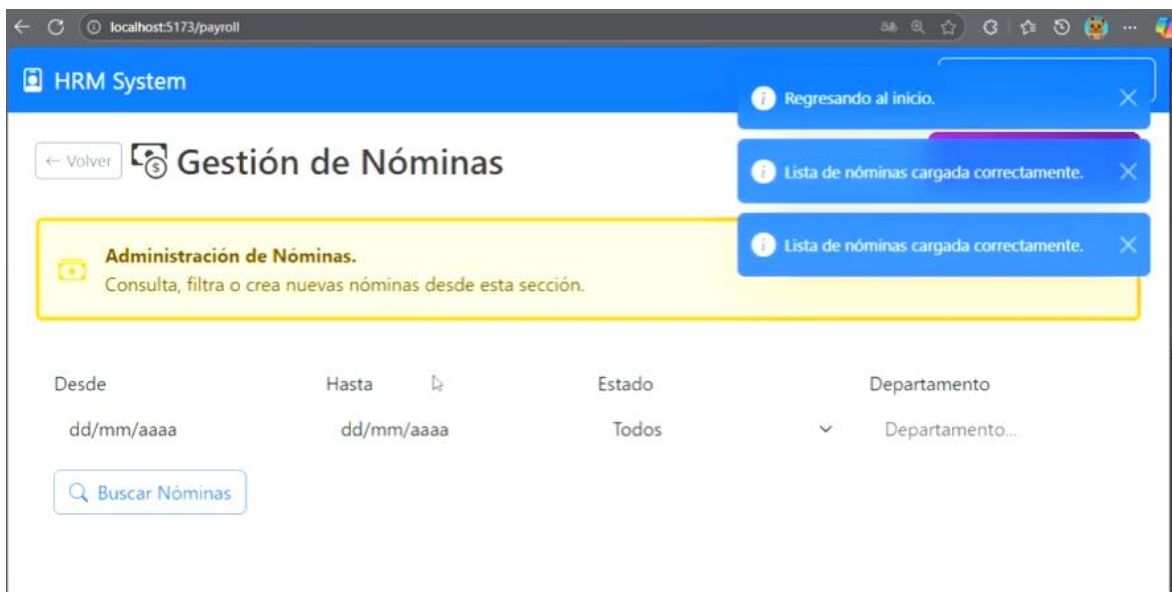 localhost:5173/payroll
HRM System
Regresando al inicio.
← Volver
Gestión de Nóminas
Lista de nóminas cargada correctamente.
Lista de nóminas cargada correctamente.
Administración de Nóminas.
Consulta, filtra o crea nuevas nóminas desde esta sección.
Desde Hasta Estado Departamento
dd/mm/aaaa dd/mm/aaaa Todos Departamento...
Buscar Nóminas